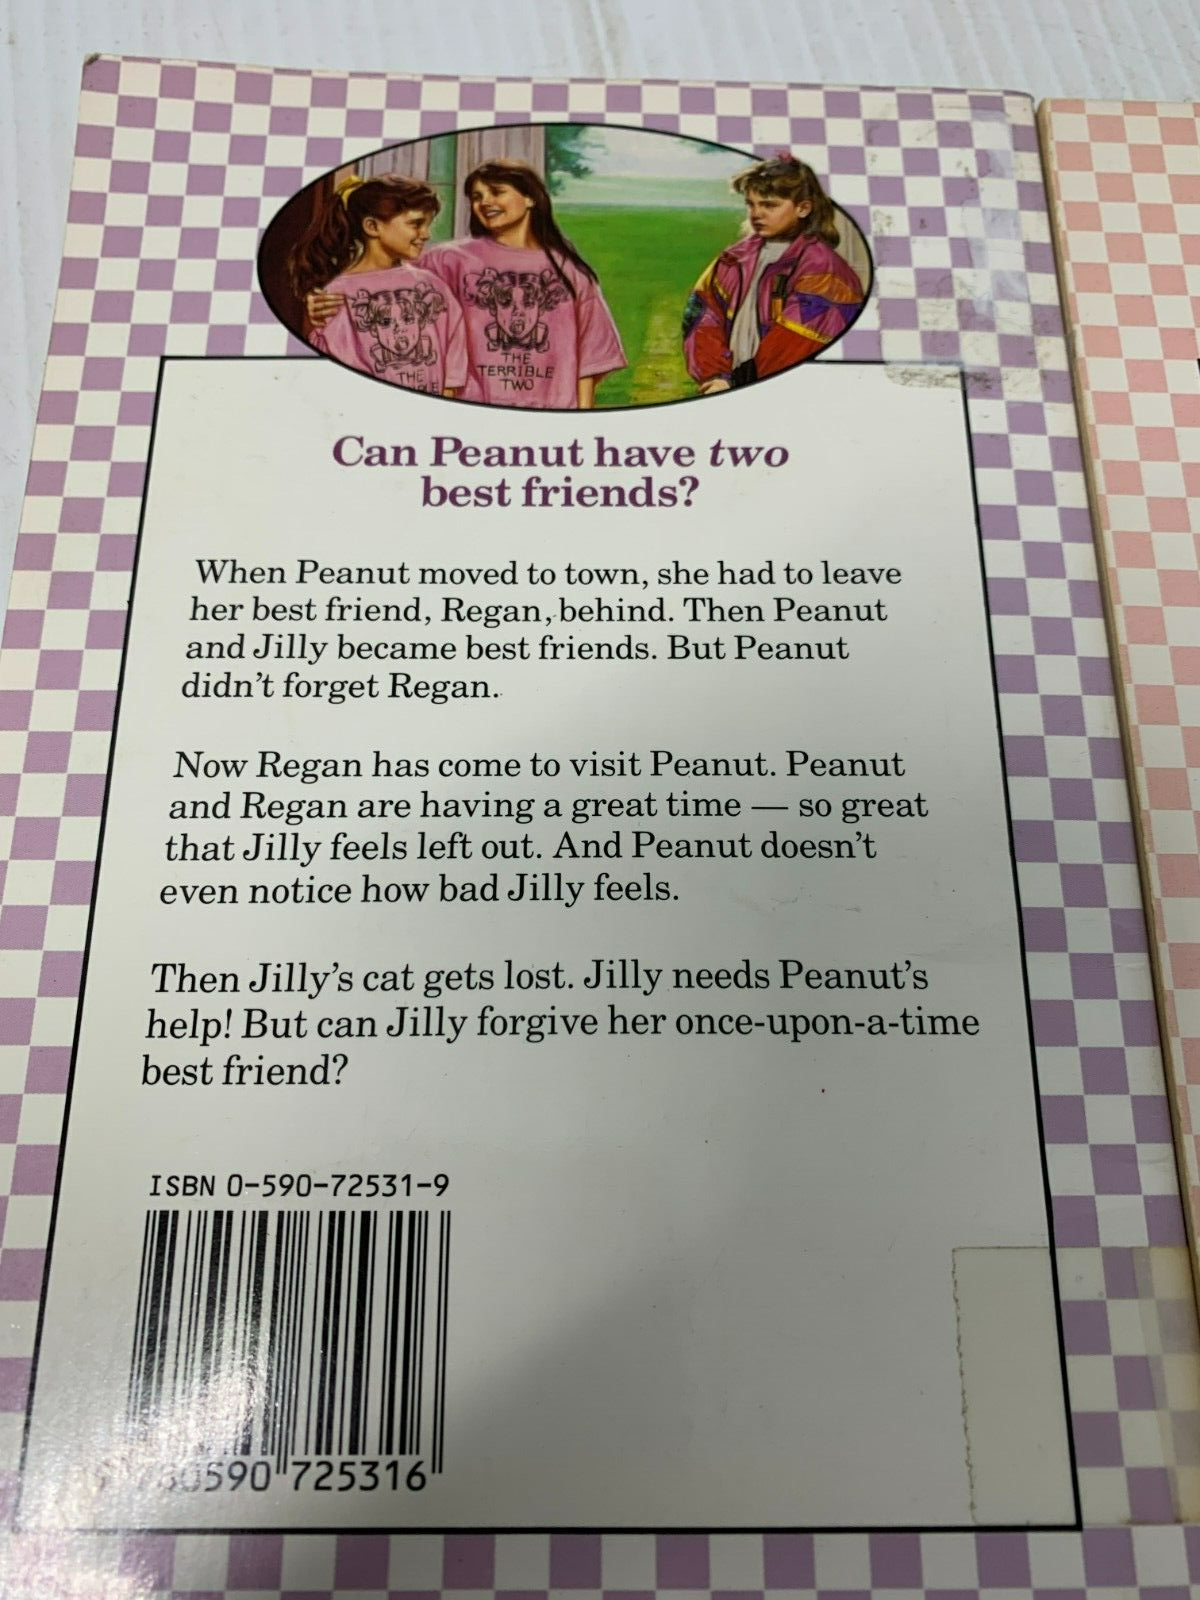 THE
THE
TERRIBLE
TWO
Can Peanut have two
best friends?
When Peanut moved to town, she had to leave
her best friend, Regan, behind. Then Peanut
and Jilly became best friends. But Peanut
didn't forget Regan.
Now Regan has come to visit Peanut. Peanut
and Regan are having a great time — so great
that Jilly feels left out. And Peanut doesn't
even notice how bad Jilly feels.
Then Jilly's cat gets lost. Jilly needs Peanut's
help! But can Jilly forgive her once-upon-a-time
best friend?
ISBN 0-590-72531-9
9 780590 725316